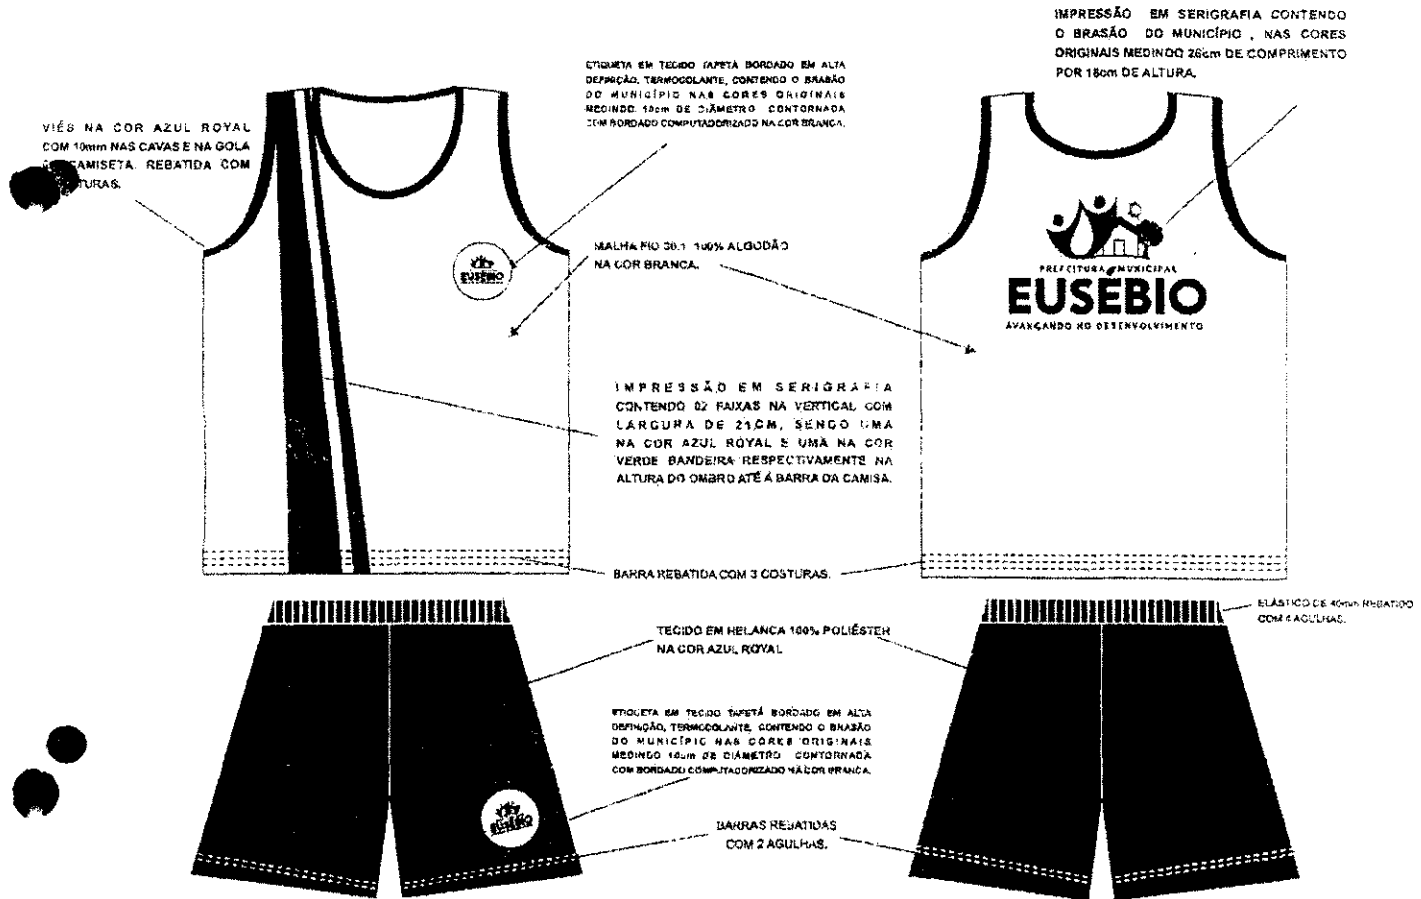 IMPRESSÃO EM SERIGRAFIA CONTENDO
O BRASÃO DO MUNICÍPIO , NAS CORES
ORIGINAIS MEDINDO 26cm DE COMPRIMENTO
POR 18cm DE ALTURA.
ETIQUETA EM TECIDO TAFETÁ BORDADO EM ALTA
DEFINIÇÃO, TERMOCOLANTE, CONTENDO O BRASÃO
DO MUNICÍPIO NAS CORES ORIGINAIS
MEDINDO 10cm DE DIÂMETRO CONTORNADA
COM BORDADO COMPUTADORIZADO NA COR BRANCA.
VIÉS NA COR AZUL ROYAL
COM 10mm NAS CAVAS E NA GOLA
CAMISETA. REBATIDA COM
MALHA FIO 30.1 100% ALGODÃO
NA COR BRANCA.
EUSÉBIO
PREFEITURA MUNICIPAL
EUSÉBIO
AVANÇANDO NO DESENVOLVIMENTO
IMPRESSÃO EM SERIGRAFIA
CONTENDO 02 FAIXAS NA VERTICAL COM
LARGURA DE 21CM, SENDO UMA
NA COR AZUL ROYAL E UMA NA COR
VERDE BANDEIRA RESPECTIVAMENTE NA
ALTURA DO OMBRO ATÉ Á BARRA DA CAMISA.
BARRA REBATIDA COM 3 COSTURAS.
ELÁSTICO DE 40mm REBATIDO
COM 4 AGULHAS.
TECIDO EM HELANCA 100% POLIÉSTER
NA COR AZUL ROYAL
ETIQUETA EM TECIDO TAFETÁ BORDADO EM ALTA
DEFINIÇÃO, TERMOCOLANTE, CONTENDO O BRASÃO
DO MUNICÍPIO NAS CORES ORIGINAIS
MEDINDO 10cm DE DIÂMETRO CONTORNADA
COM BORDADO COMPUTADORIZADO NA COR BRANCA.
EUSÉBIO
BARRAS REBATIDAS
COM 2 AGULHAS.